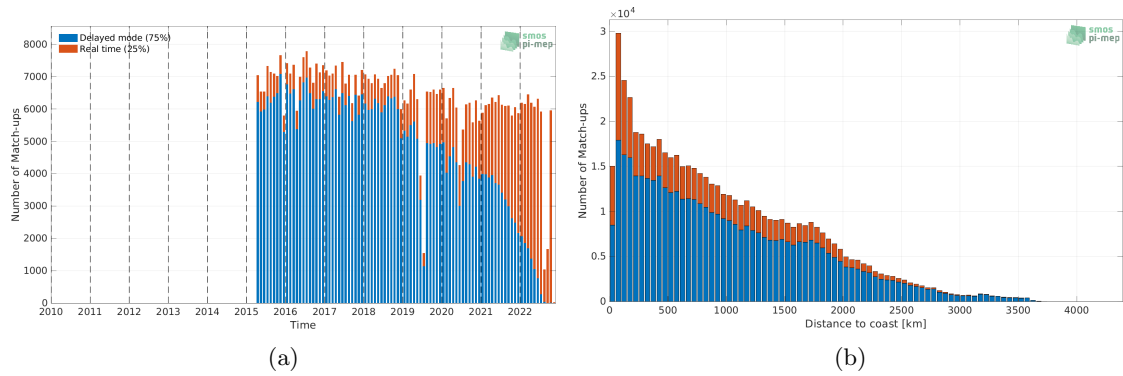 Delayed mode (75%)
Real time (25%)
smos
pi-mep
8000
7000
6000
5000
4000
3000
2000
1000
0
Number of Match-ups
2010 2011 2012 2013 2014 2015 2016 2017 2018 2019 2020 2021 2022
Time
(a)
×10⁴
smos
pi-mep
3
2.5
2
1.5
1
0.5
0
Number of Match-ups
0 500 1000 1500 2000 2500 3000 3500 4000
Distance to coast [km]
(b)